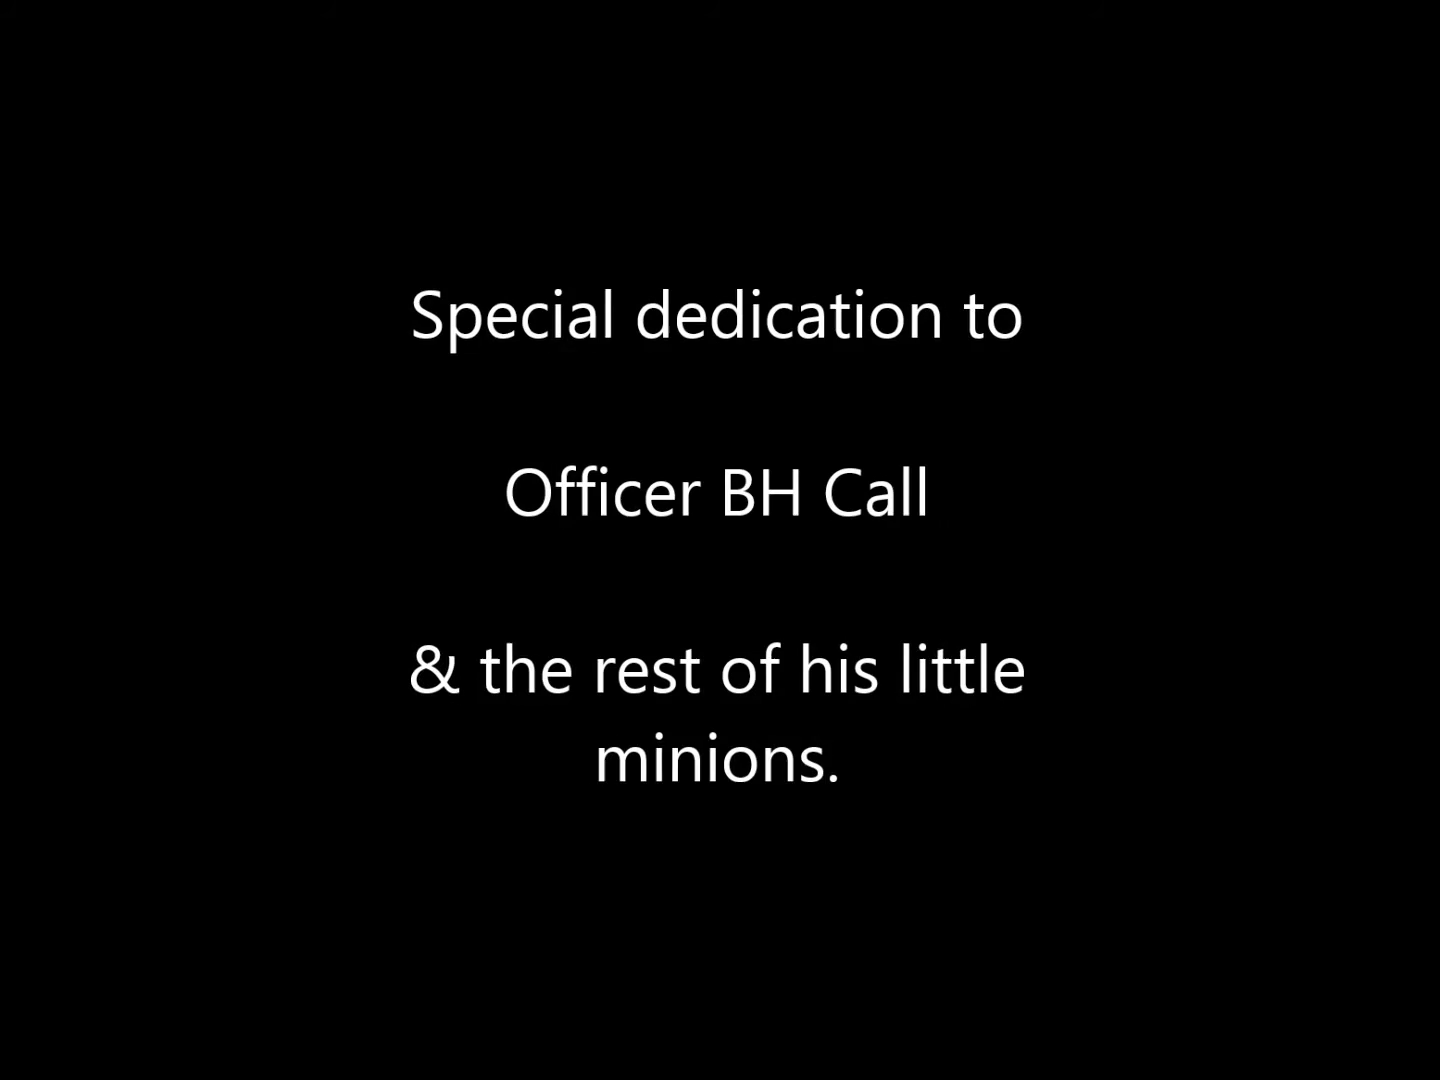 Special dedication to
Officer BH Call
& the rest of his little
minions.